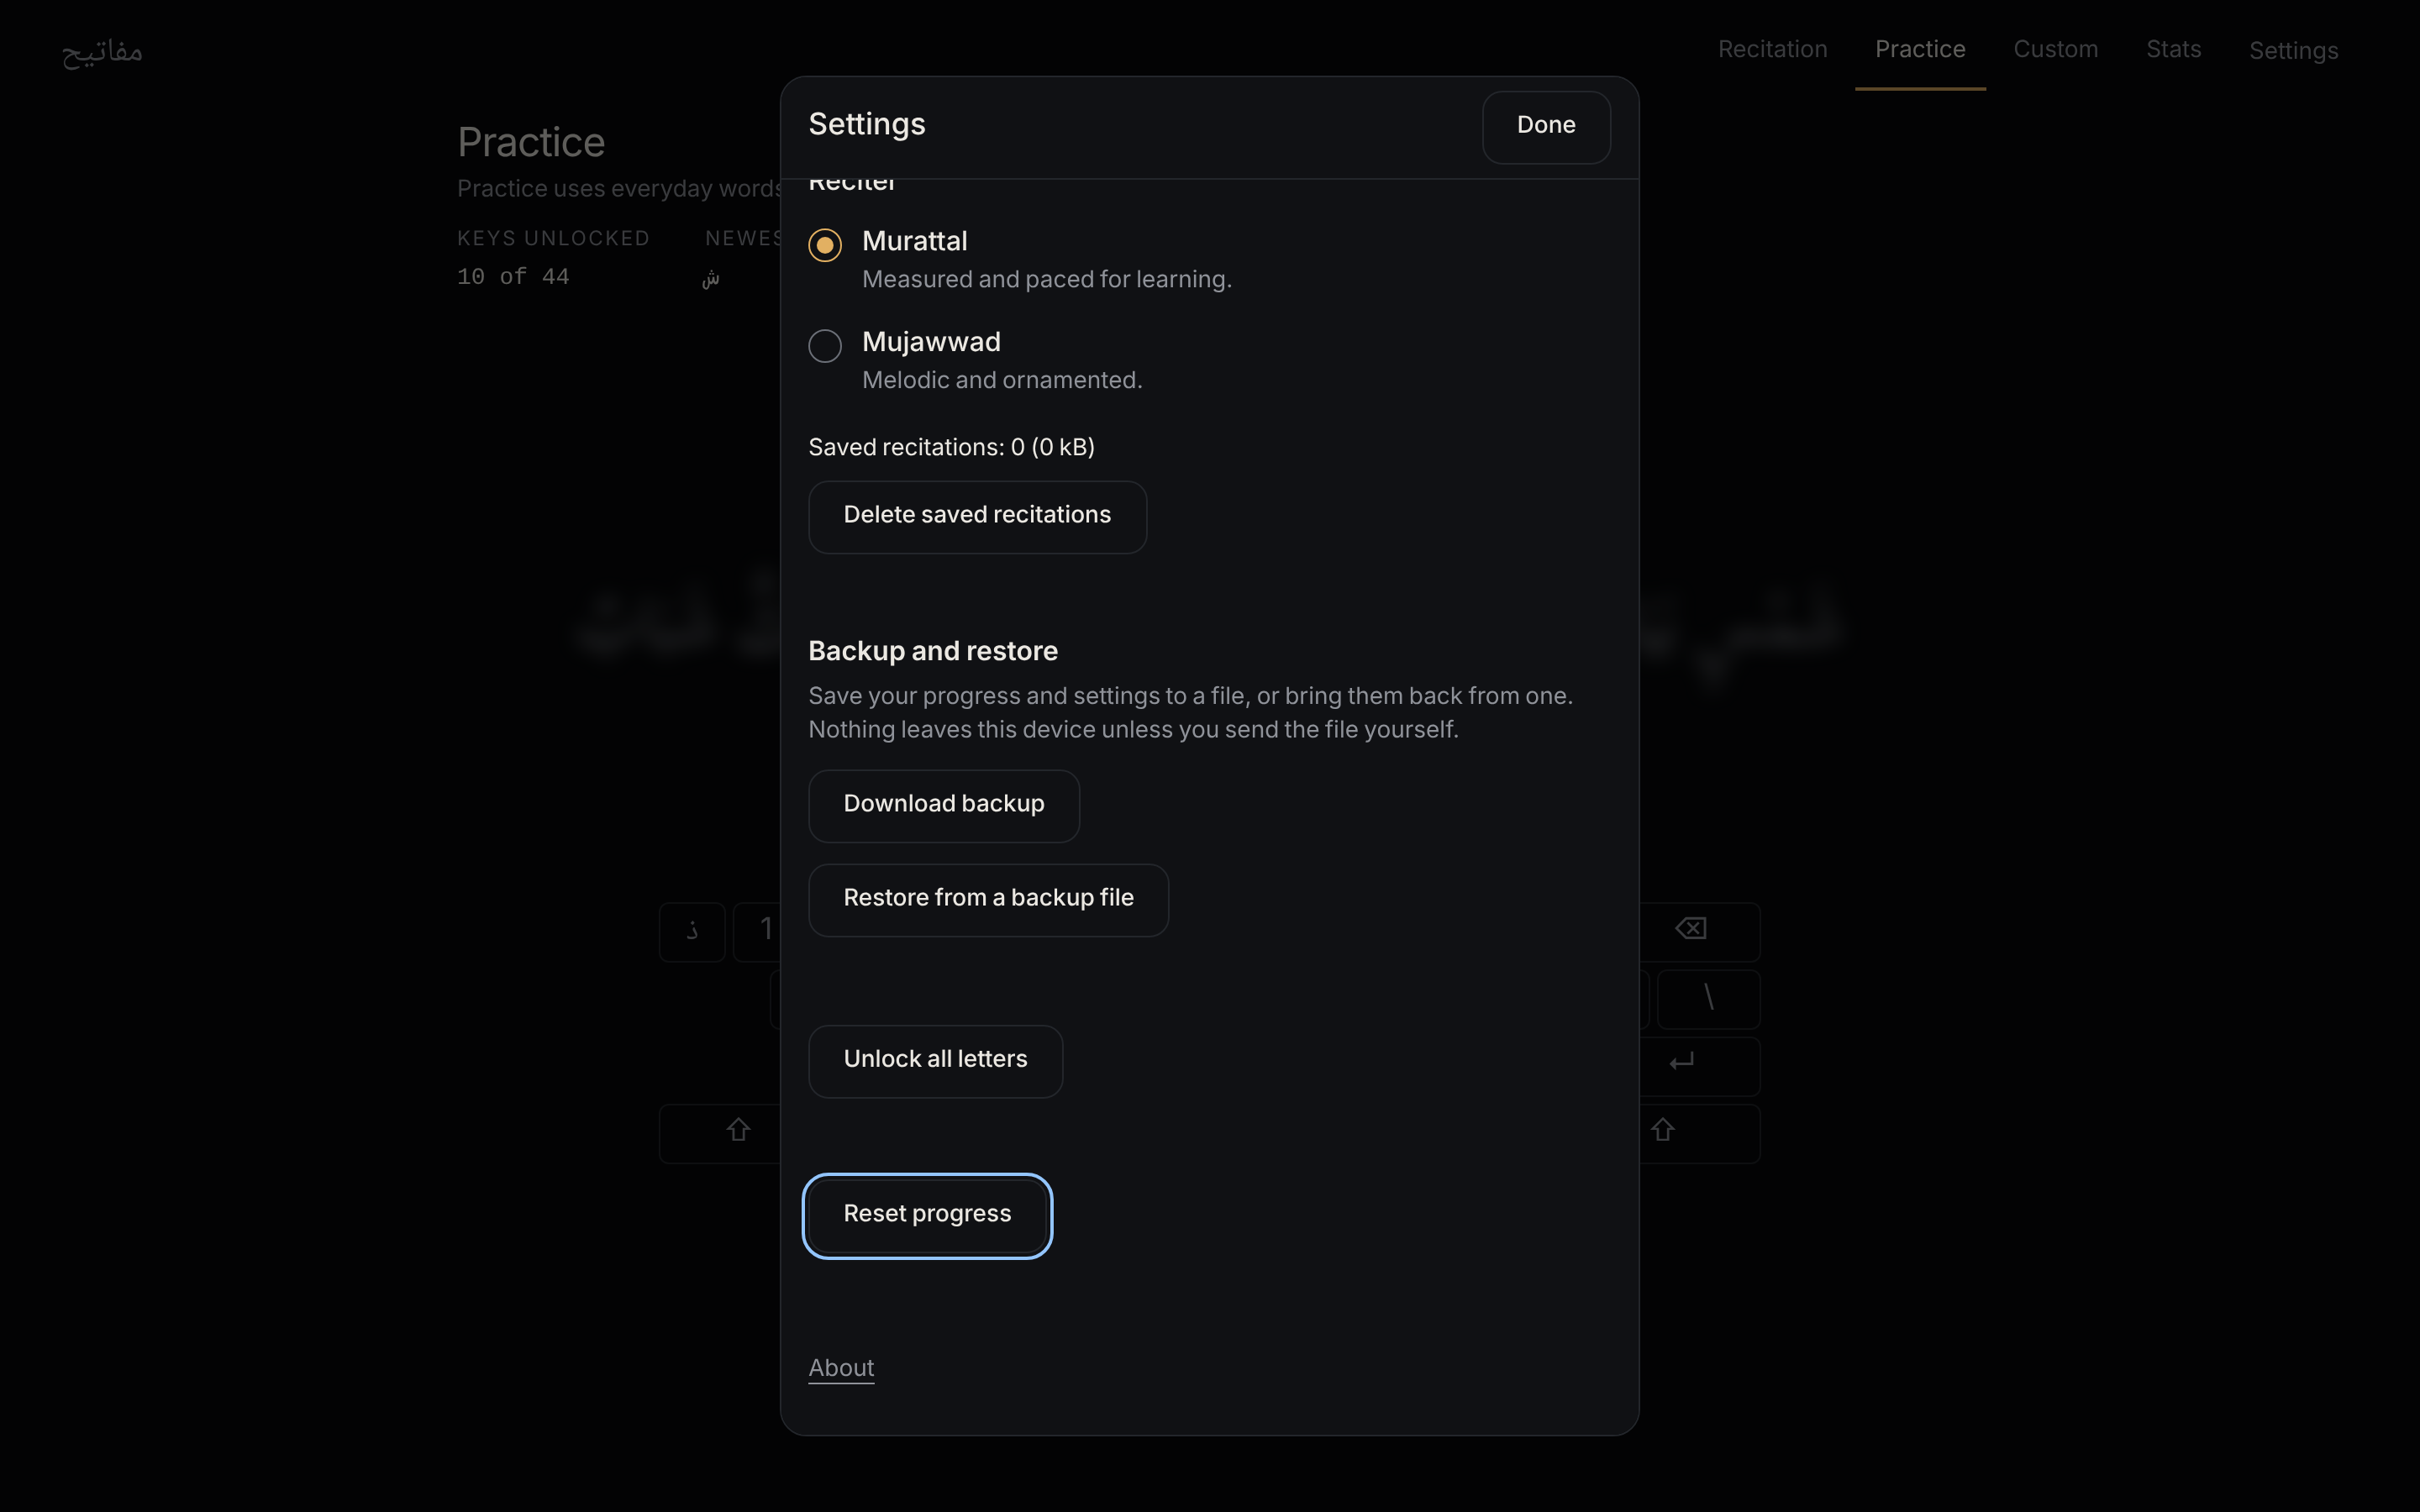 مفاتيح
Recitation Practice Custom Stats Settings
Practice
Practice uses everyday words
KEYS UNLOCKED
10 of 44
ش
Settings
Done
Reciter
Murattal
Measured and paced for learning.
Mujawwad
Melodic and ornamented.
Saved recitations: 0 (0 kB)
Delete saved recitations
Backup and restore
Save your progress and settings to a file, or bring them back from one.
Nothing leaves this device unless you send the file yourself.
Download backup
Restore from a backup file
Unlock all letters
Reset progress
About
ذ 1
\